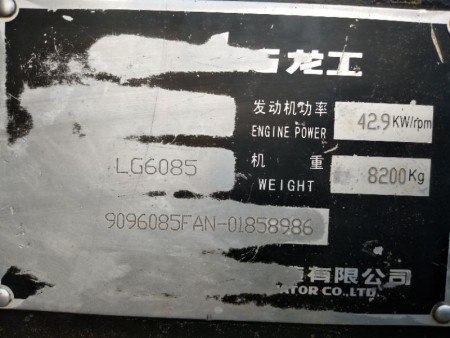 龙工
发动机功率 42.9KW/rpm
ENGINE POWER
LG6085 机 重 8200Kg
WEIGHT
9096085FAN-01858986
有限公司
ATOR CO.,LTD.